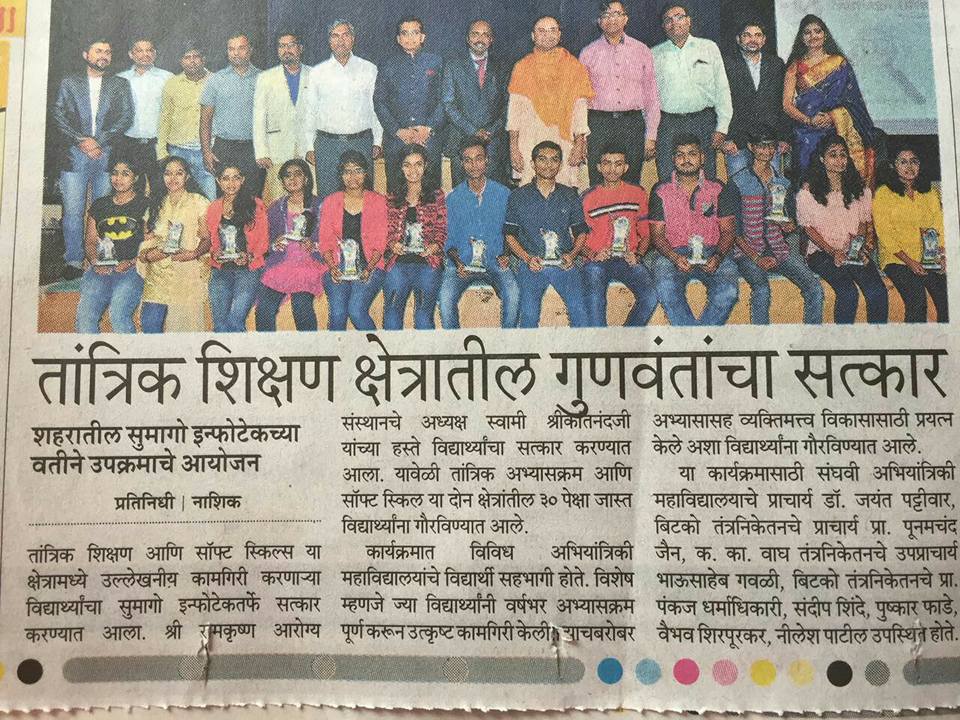 तांत्रिक शिक्षण क्षेत्रातील गुणवंतांचा सत्कार
शहरातील सुमागो इन्फोटेकच्या
वतीने उपक्रमाचे आयोजन
प्रतिनिधी | नाशिक
तांत्रिक शिक्षण आणि सॉफ्ट स्किल्स या
क्षेत्रामध्ये उल्लेखनीय कामगिरी करणाऱ्या
विद्यार्थ्यांचा सुमागो इन्फोटेकतर्फे सत्कार
करण्यात आला. श्री रामकृष्ण आरोग्य
संस्थानचे अध्यक्ष स्वामी श्रीकांतनंदजी
यांच्या हस्ते विद्यार्थ्यांचा सत्कार करण्यात
आला. यावेळी तांत्रिक अभ्यासक्रम आणि
सॉफ्ट स्किल या दोन क्षेत्रांतील ३० पेक्षा जास्त
विद्यार्थ्यांना गौरविण्यात आले.
कार्यक्रमात विविध अभियांत्रिकी
महाविद्यालयांचे विद्यार्थी सहभागी होते. विशेष
म्हणजे ज्या विद्यार्थ्यांनी वर्षभर अभ्यासक्रम
पूर्ण करून उत्कृष्ट कामगिरी केली याचबरोबर
अभ्यासासह व्यक्तिमत्त्व विकासासाठी प्रयत्न
केले अशा विद्यार्थ्यांना गौरविण्यात आले.
या कार्यक्रमासाठी संघवी अभियांत्रिकी
महाविद्यालयाचे प्राचार्य डॉ. जयंत पट्टीवार,
बिटको तंत्रनिकेतनचे प्राचार्य प्रा. पूनमचंद
जैन, क. का. वाघ तंत्रनिकेतनचे उपप्राचार्य
भाऊसाहेब गवळी, बिटको तंत्रनिकेतनचे प्रा.
पंकज धर्माधिकारी, संदीप शिंदे, पुष्कार फाडे,
वैभव शिरपूरकर, नीलेश पाटील उपस्थित होते.